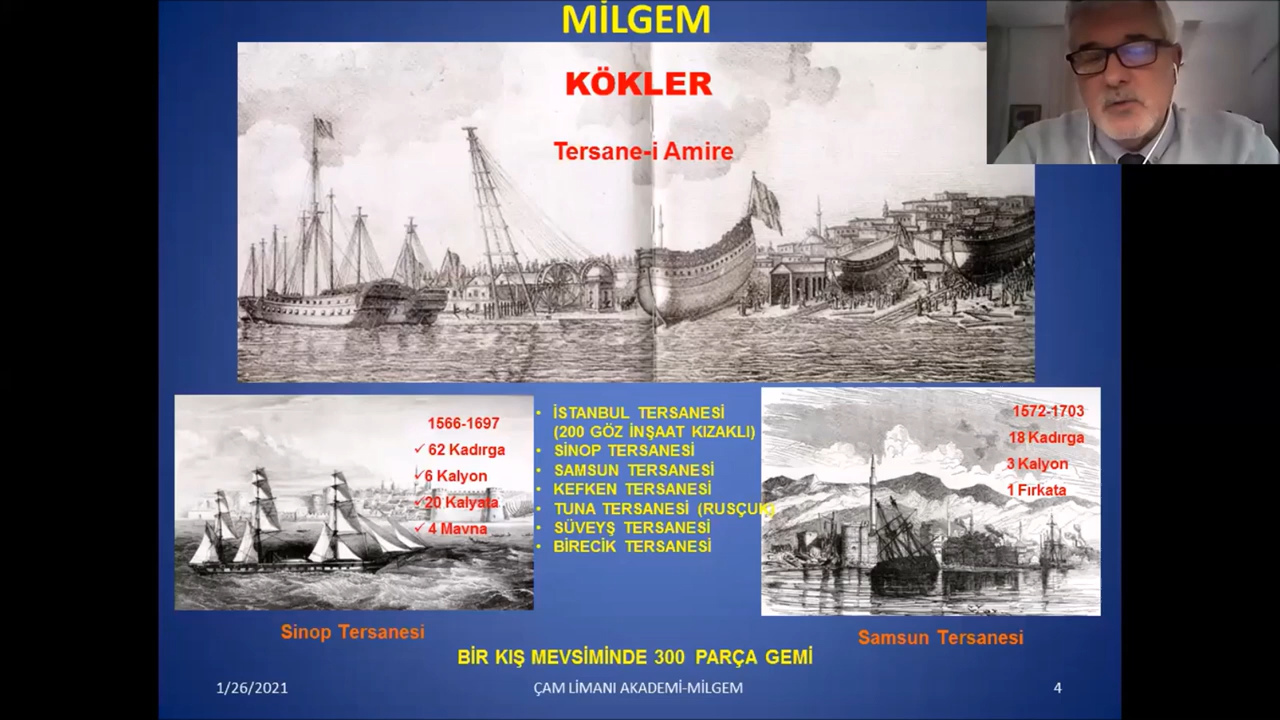 MİLGEM
KÖKLER
Tersane-i Amire
1566-1697
62 Kadırga
6 Kalyon
20 Kalyata
4 Mavna
Sinop Tersanesi
• İSTANBUL TERSANESİ
(200 GÖZ İNŞAAT KIZAKLI)
• SİNOP TERSANESİ
• SAMSUN TERSANESİ
• KEFKEN TERSANESİ
• TUNA TERSANESİ (RUSÇUK)
• SÜVEYŞ TERSANESİ
• BİRECİK TERSANESİ
1572-1703
18 Kadırga
3 Kalyon
1 Fırkata
Samsun Tersanesi
BİR KIŞ MEVSİMİNDE 300 PARÇA GEMİ
1/26/2021
ÇAM LİMANI AKADEMİ-MİLGEM
4